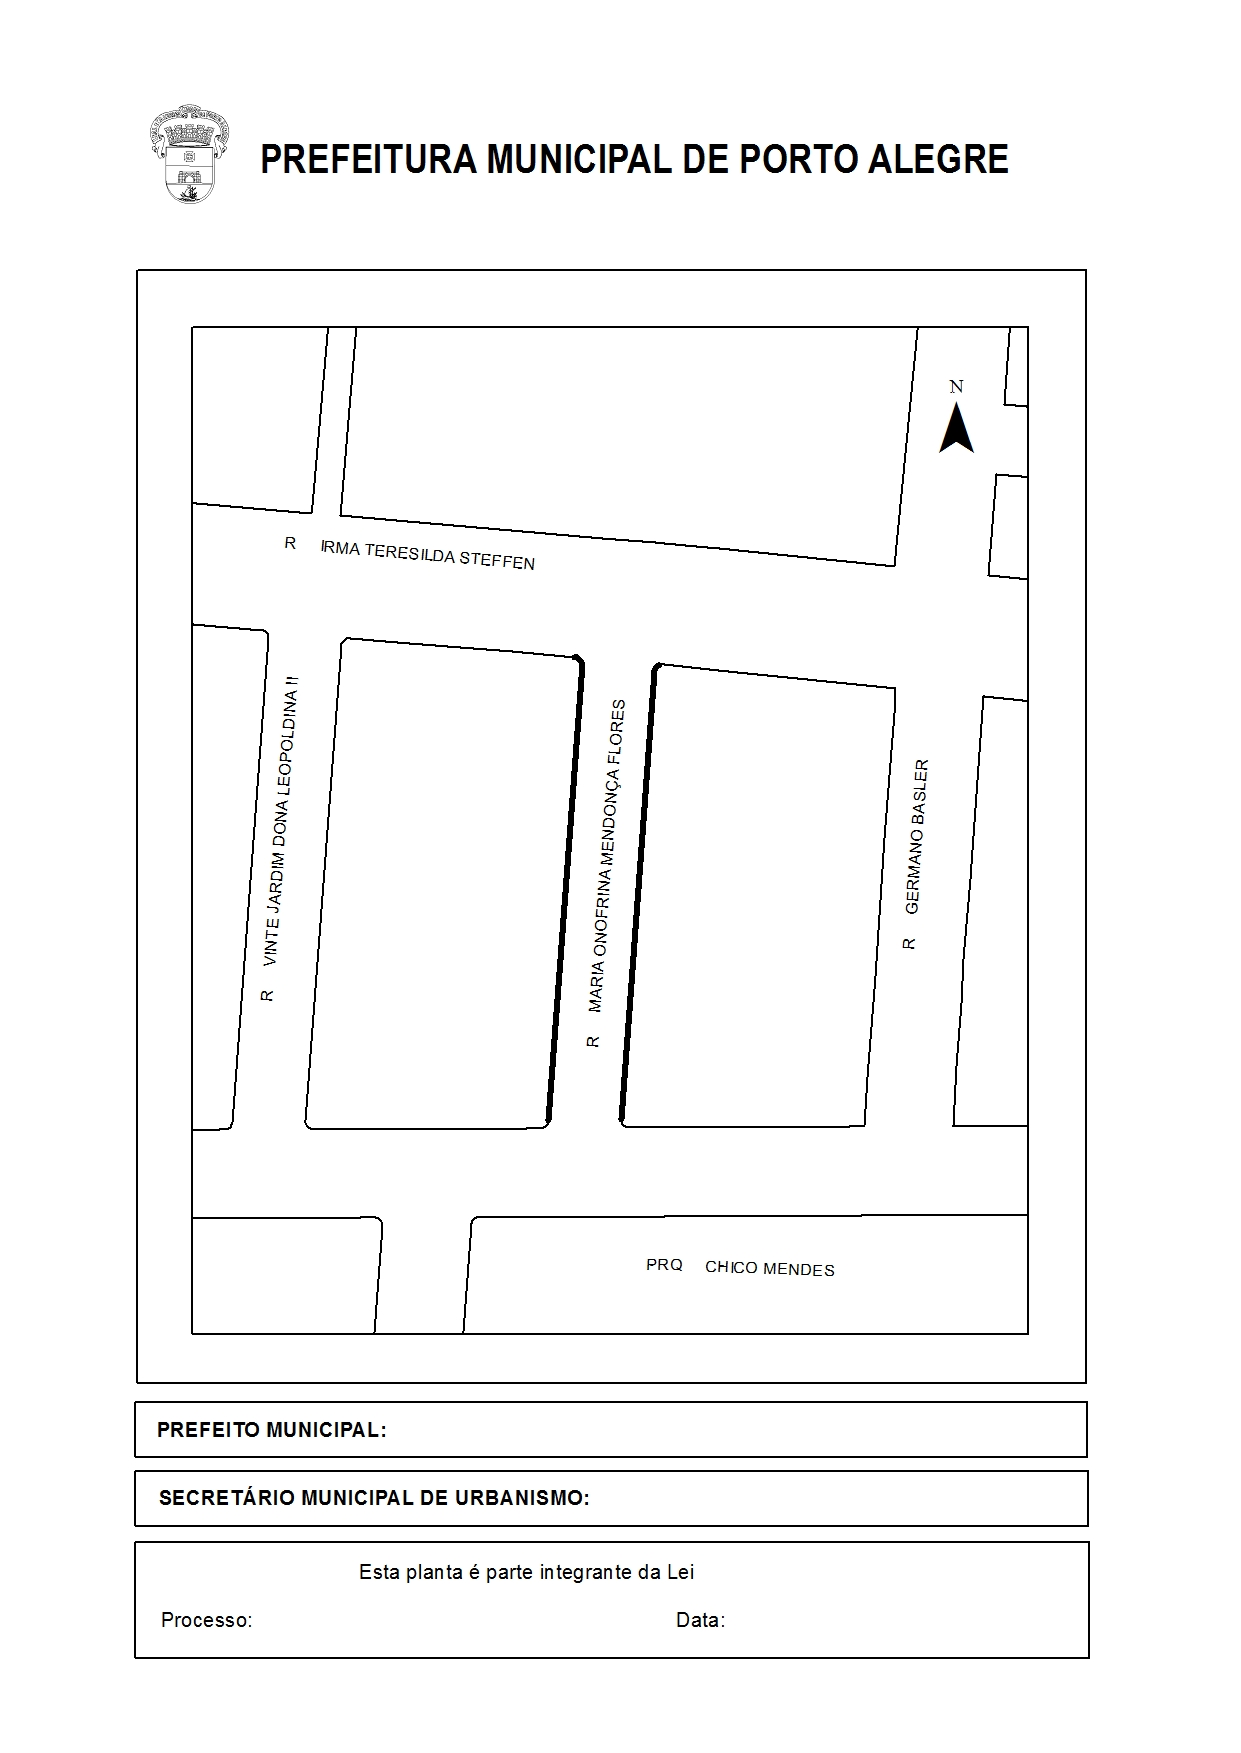 PREFEITURA MUNICIPAL DE PORTO ALEGRE
N
R IRMA TERESILDA STEFFEN
R VINTE JARDIM DONA LEOPOLDINA II
R MARIA ONOFRINA MENDONÇA FLORES
R GERMANO BASLER
PRQ CHICO MENDES
PREFEITO MUNICIPAL:
SECRETÁRIO MUNICIPAL DE URBANISMO:
Esta planta é parte integrante da Lei
Processo: Data: